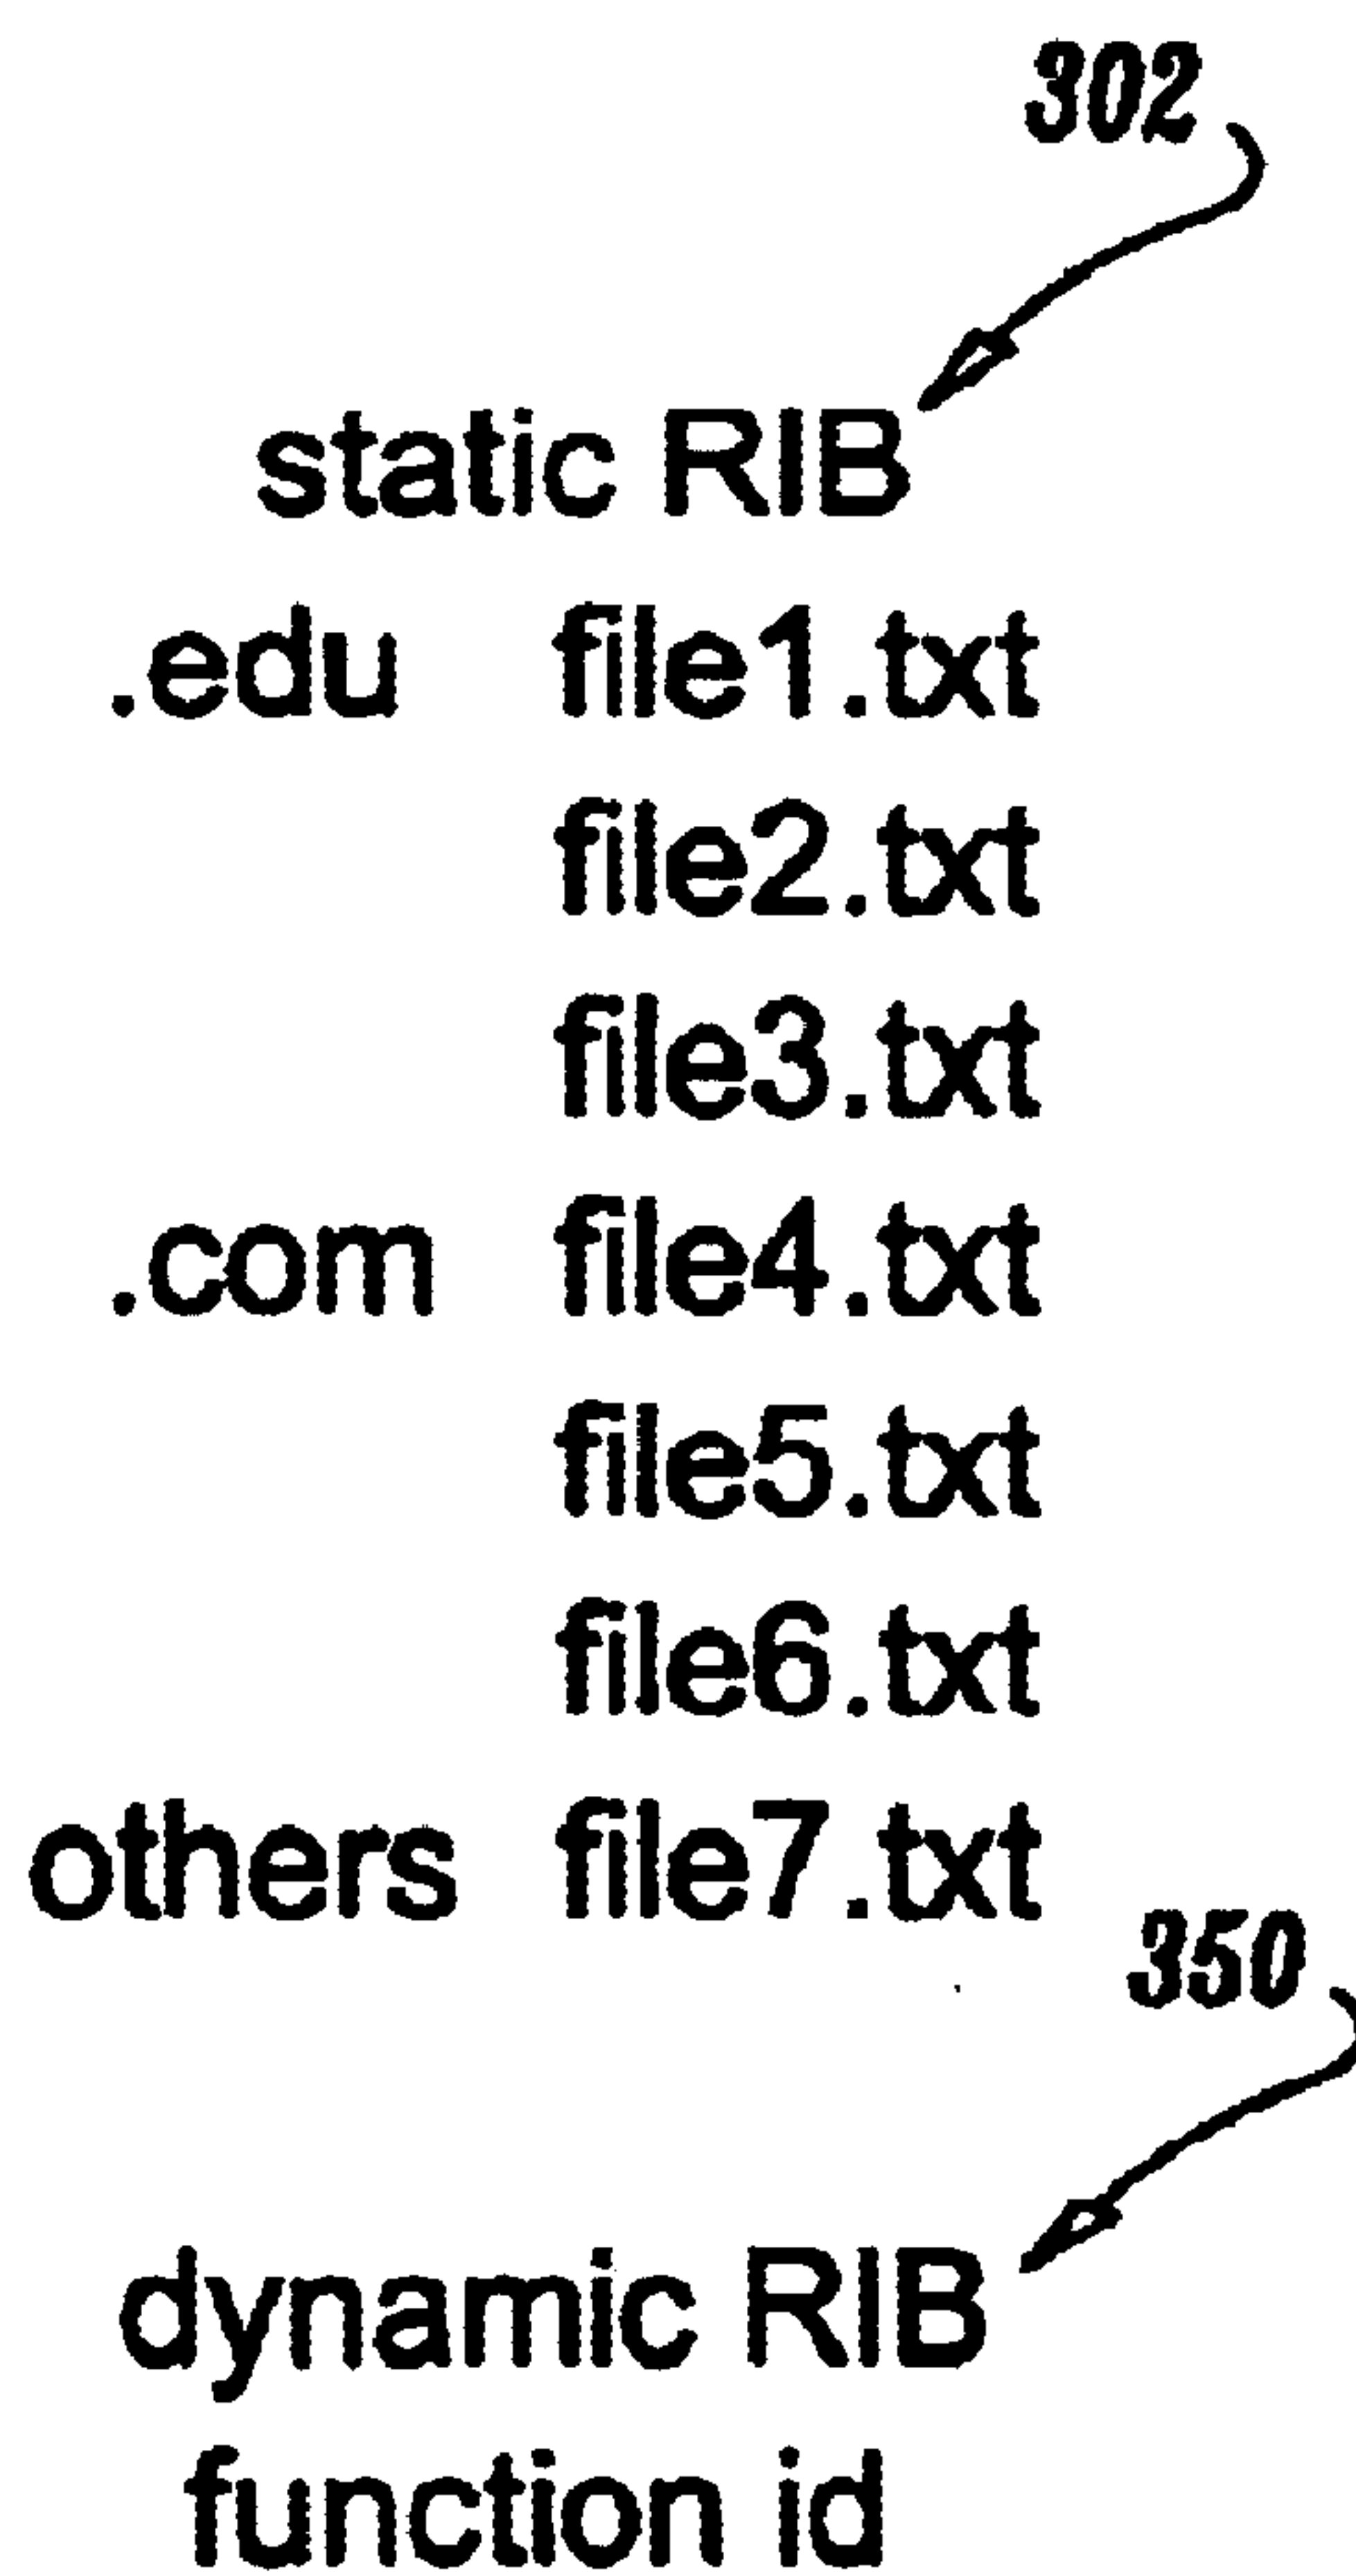 302
static RIB
.edu file1.txt
file2.txt
file3.txt
.com file4.txt
file5.txt
file6.txt
others file7.txt
350
dynamic RIB
function id